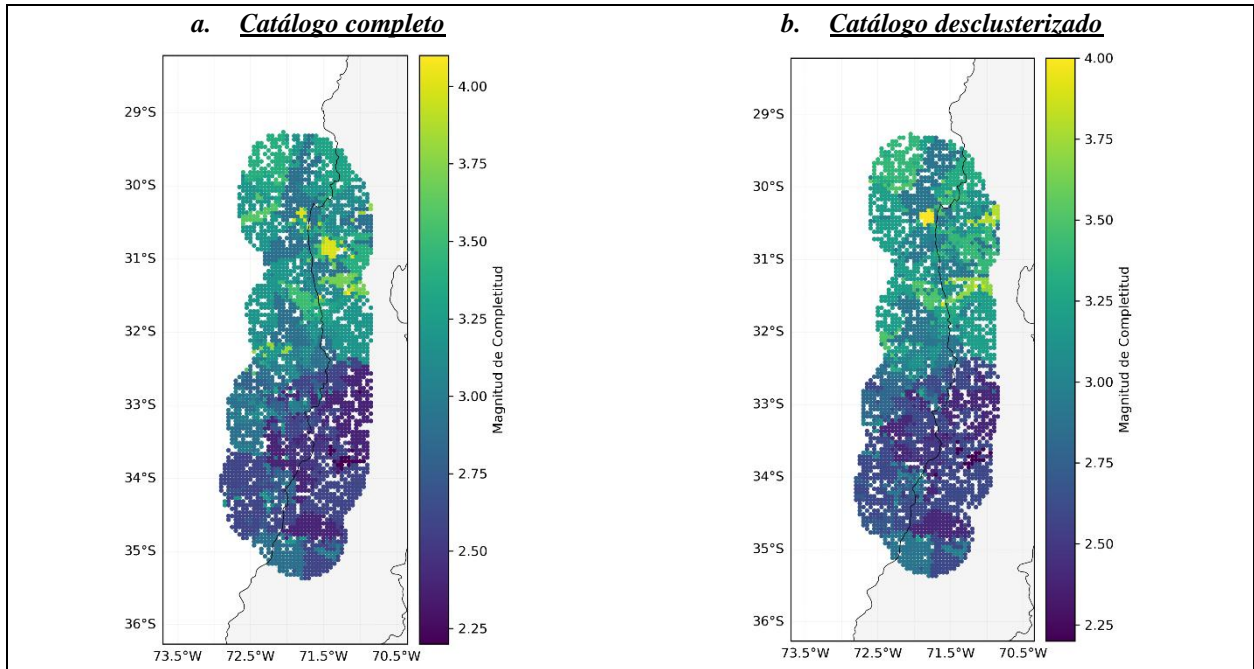 a. Catálogo completo
29°S
30°S
31°S
32°S
33°S
34°S
35°S
36°S
73.5°W 72.5°W 71.5°W 70.5°W
4.00
3.75
3.50
3.25
3.00
2.75
2.50
2.25
Magnitud de Completitud
b. Catálogo desclusterizado
29°S
30°S
31°S
32°S
33°S
34°S
35°S
36°S
73.5°W 72.5°W 71.5°W 70.5°W
4.00
3.75
3.50
3.25
3.00
2.75
2.50
2.25
Magnitud de Completitud